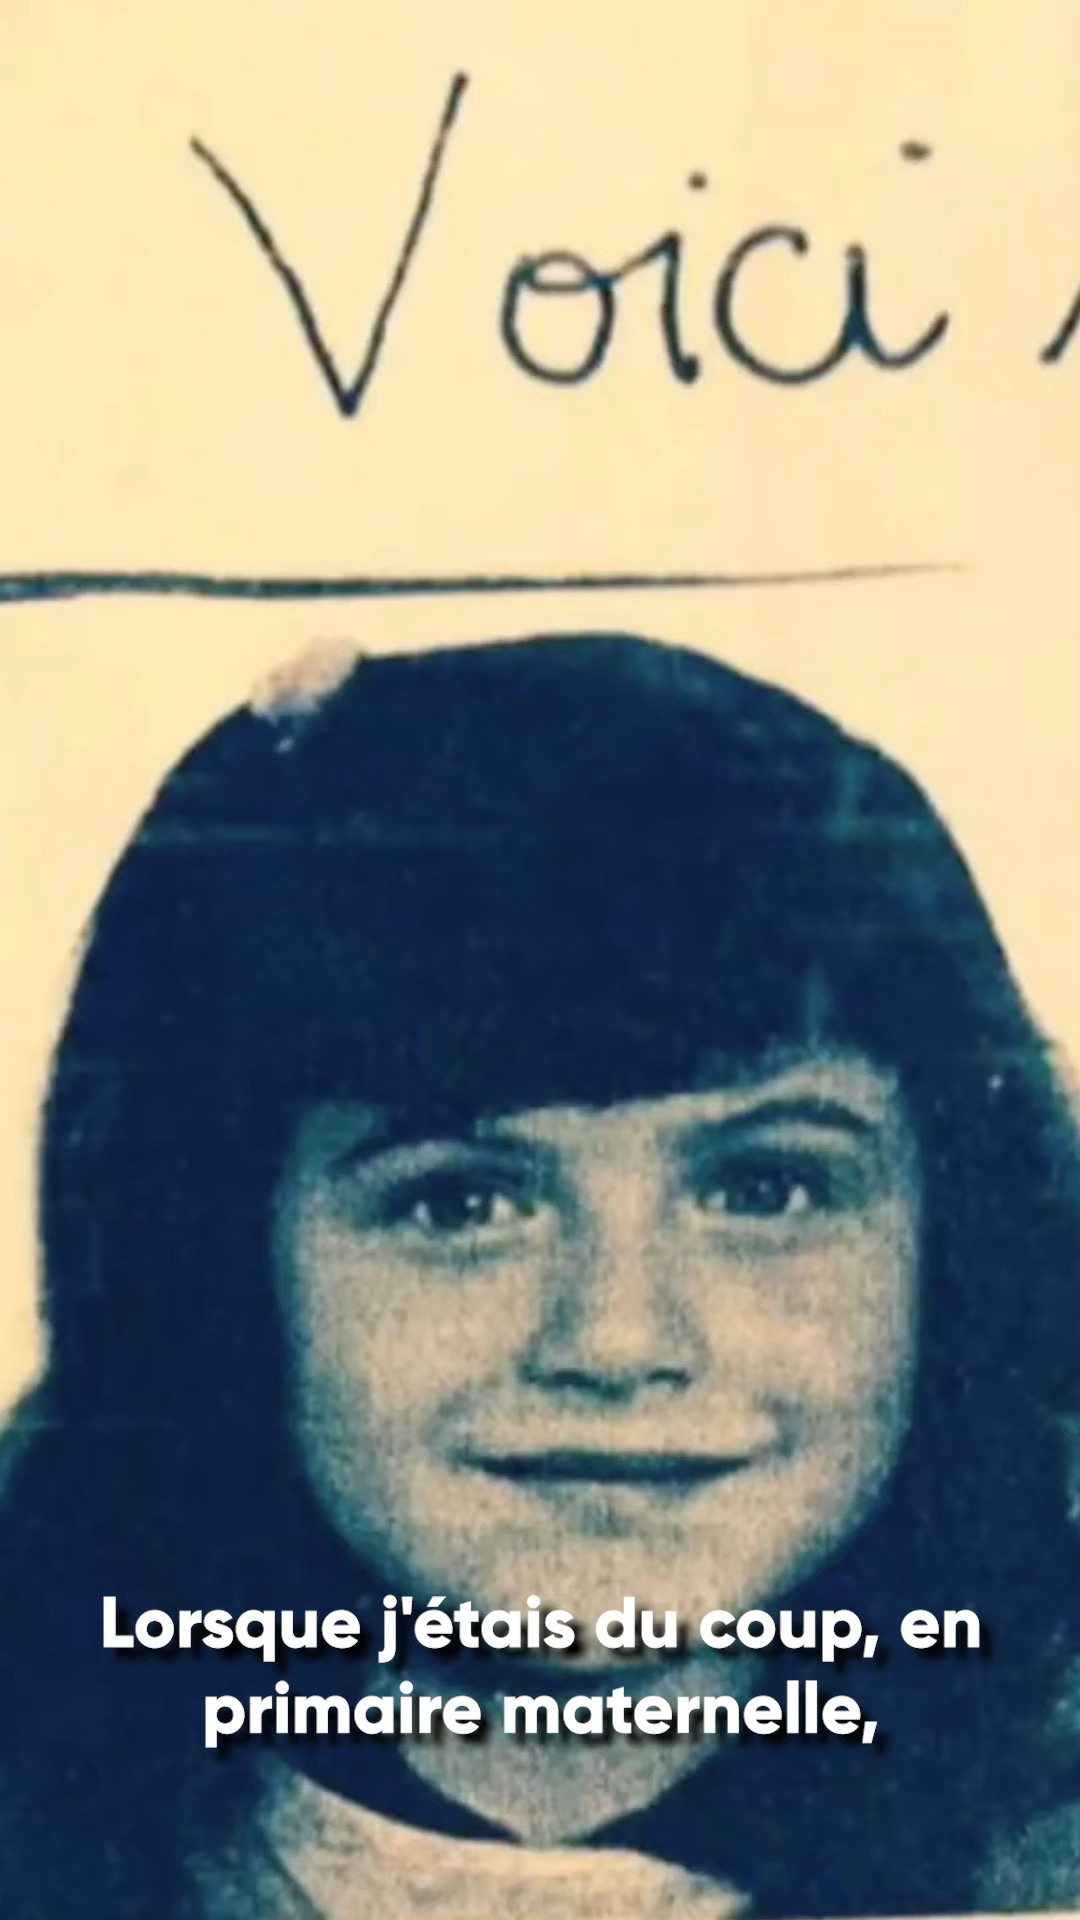 Voici
Lorsque j'étais du coup, en
primaire maternelle,